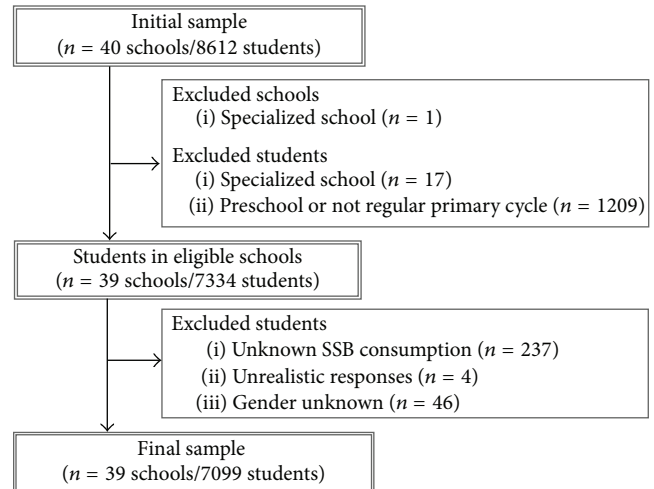 Initial sample
(n = 40 schools/8612 students)
Excluded schools
(i) Specialized school (n = 1)
Excluded students
(i) Specialized school (n = 17)
(ii) Preschool or not regular primary cycle (n = 1209)
Students in eligible schools
(n = 39 schools/7334 students)
Excluded students
(i) Unknown SSB consumption (n = 237)
(ii) Unrealistic responses (n = 4)
(iii) Gender unknown (n = 46)
Final sample
(n = 39 schools/7099 students)